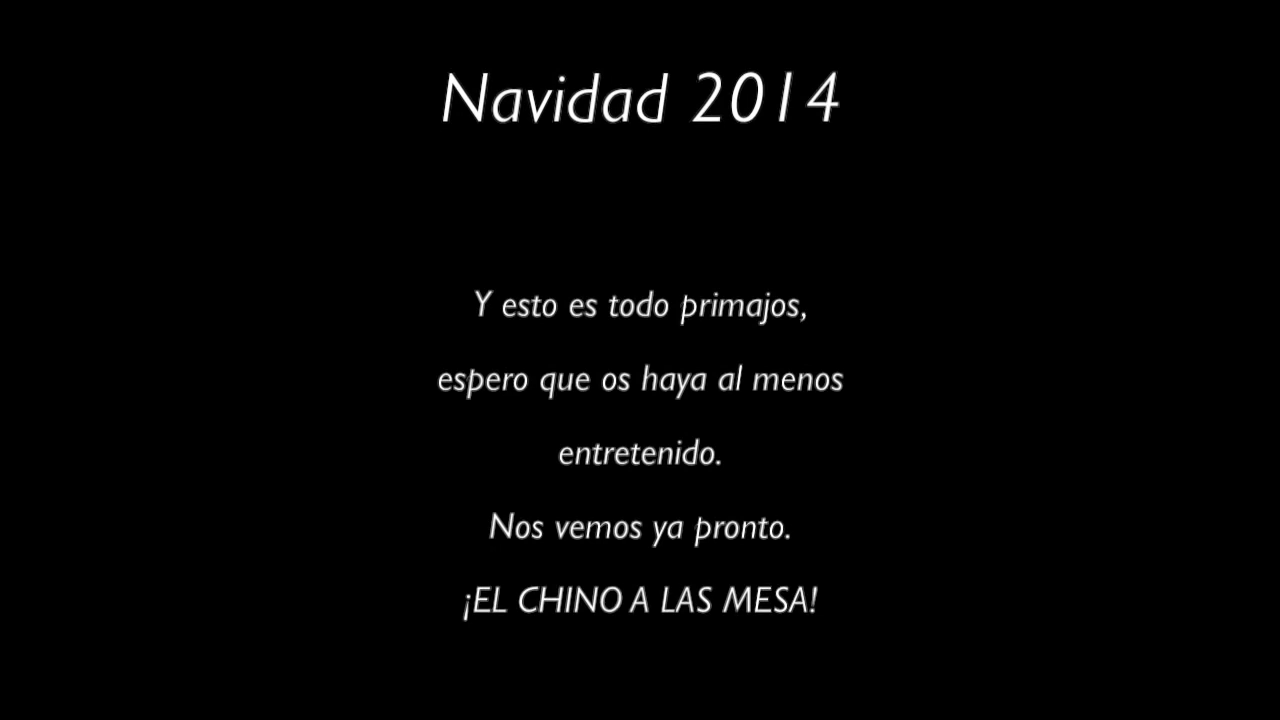 Navidad 2014
Y esto es todo primajos,
espero que os haya al menos
entretenido.
Nos vemos ya pronto.
¡EL CHINO A LAS MESA!